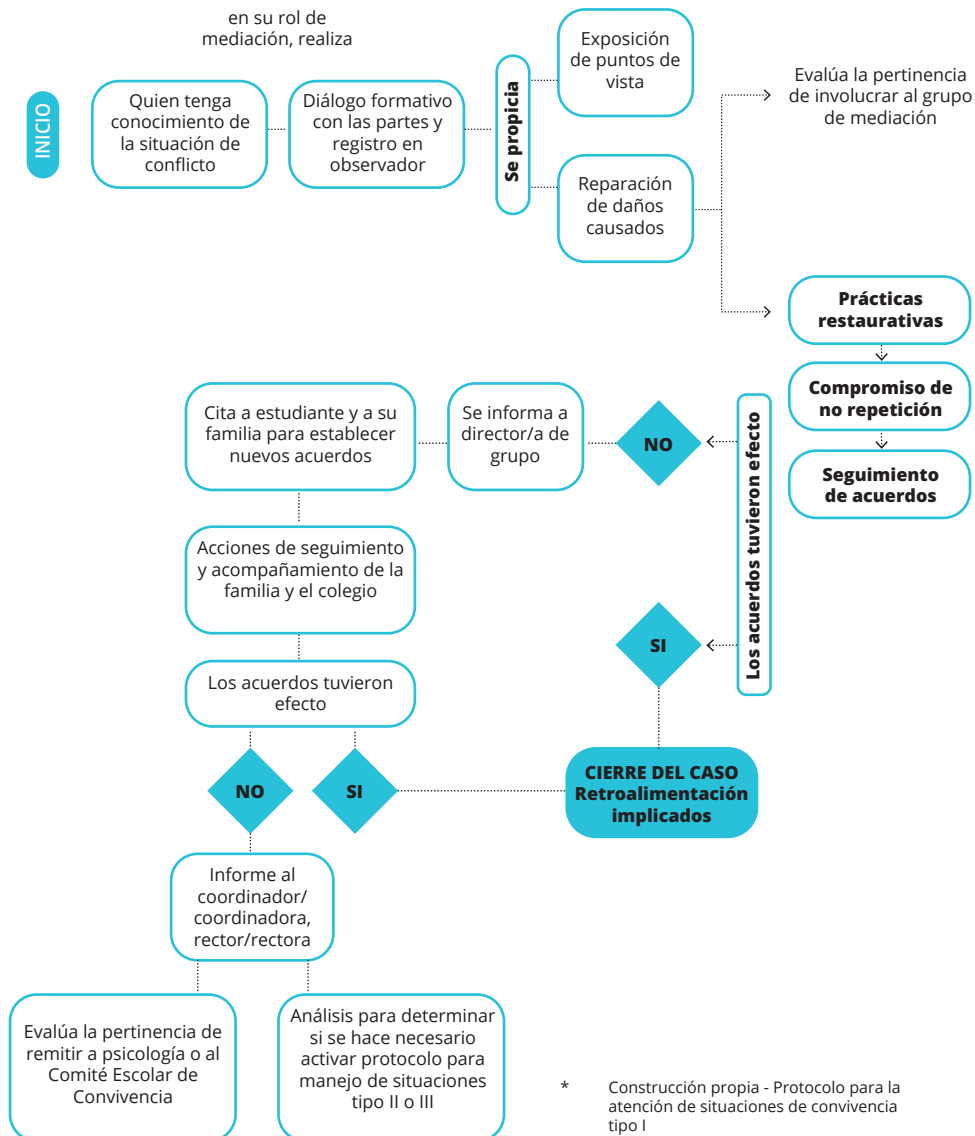 en su rol de
mediación, realiza
INICIO
Quien tenga
conocimiento de
la situación de
conflicto
Diálogo formativo
con las partes y
registro en
observador
Se propicia
Exposición
de puntos de
vista
Reparación
de daños
causados
Evalúa la pertinencia
de involucrar al grupo
de mediación
Prácticas
restaurativas
Compromiso de
no repetición
Seguimiento
de acuerdos
Los acuerdos tuvieron efecto
NO
Se informa a
director/a de
grupo
Cita a estudiante y a su
familia para establecer
nuevos acuerdos
Acciones de seguimiento
y acompañamiento de la
familia y el colegio
Los acuerdos tuvieron
efecto
SI
NO
SI
CIERRE DEL CASO
Retroalimentación
implicados
Informe al
coordinador/
coordinadora,
rector/rectora
Evalúa la pertinencia de
remitir a psicología o al
Comité Escolar de
Convivencia
Análisis para determinar
si se hace necesario
activar protocolo para
manejo de situaciones
tipo II o III
* Construcción propia - Protocolo para la
atención de situaciones de convivencia
tipo I